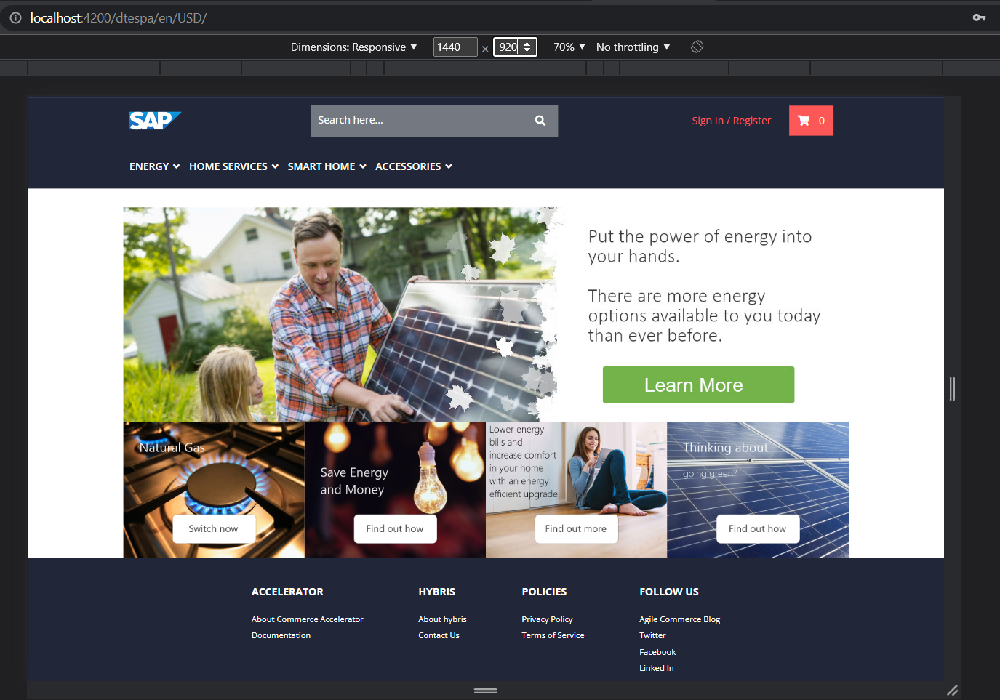 localhost:4200/dtespa/en/USD/
Dimensions: Responsive ▼ 1440 × 920 70% ▼ No throttling ▼
SAP
Search here...
Sign In / Register
0
ENERGY HOME SERVICES SMART HOME ACCESSORIES
Put the power of energy into
your hands.
There are more energy
options available to you today
than ever before.
Learn More
Natural Gas
Switch now
Save Energy
and Money
Find out how
Lower energy
bills and
increase comfort
in your home
with an energy
efficient upgrade.
Find out more
Thinking about
going green?
Find out how
ACCELERATOR
About Commerce Accelerator
Documentation
HYBRIS
About hybris
Contact Us
POLICIES
Privacy Policy
Terms of Service
FOLLOW US
Agile Commerce Blog
Twitter
Facebook
Linked In